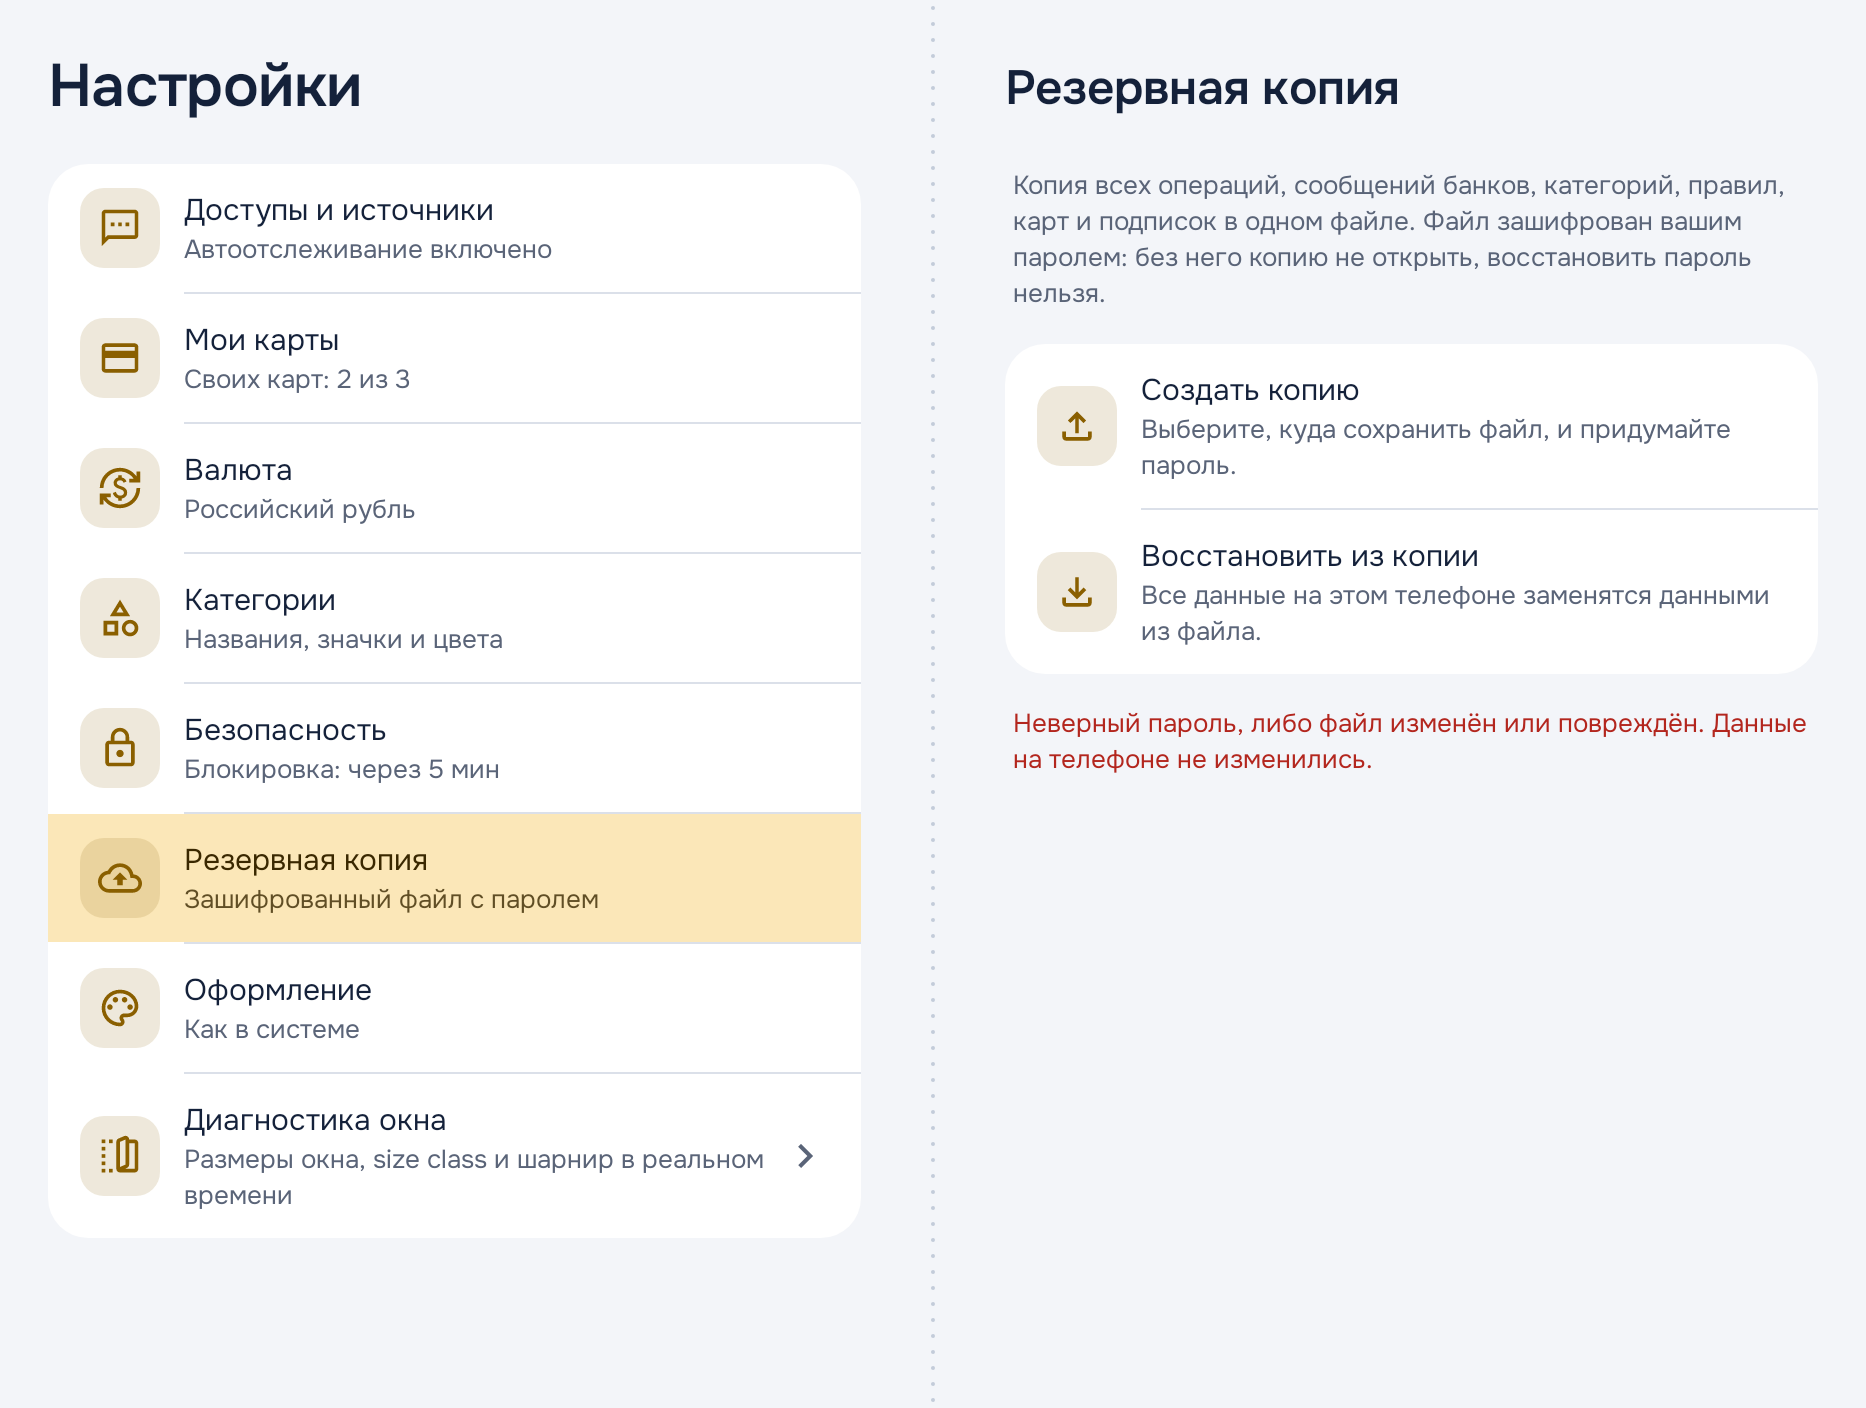 Настройки
Доступы и источники
Автоотслеживание включено
Мои карты
Своих карт: 2 из 3
Валюта
Российский рубль
Категории
Названия, значки и цвета
Безопасность
Блокировка: через 5 мин
Резервная копия
Зашифрованный файл с паролем
Оформление
Как в системе
Диагностика окна
Размеры окна, size class и шарнир в реальном
времени
Резервная копия
Копия всех операций, сообщений банков, категорий, правил,
карт и подписок в одном файле. Файл зашифрован вашим
паролем: без него копию не открыть, восстановить пароль
нельзя.
Создать копию
Выберите, куда сохранить файл, и придумайте
пароль.
Восстановить из копии
Все данные на этом телефоне заменятся данными
из файла.
Неверный пароль, либо файл изменён или повреждён. Данные
на телефоне не изменились.